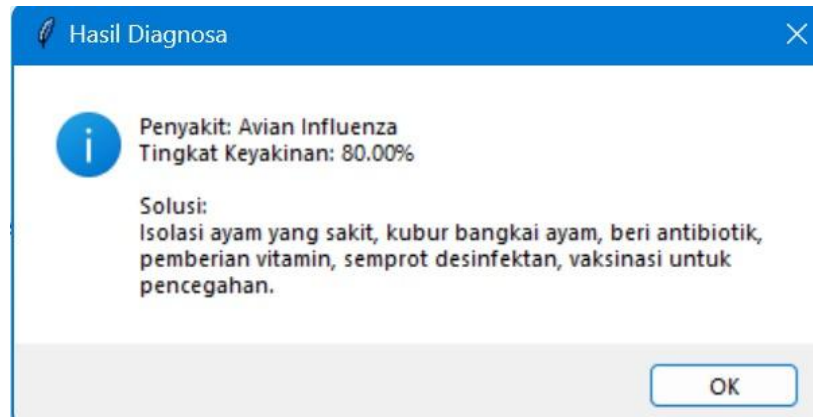 Hasil Diagnosa
Penyakit: Avian Influenza
Tingkat Keyakinan: 80.00%
Solusi:
Isolasi ayam yang sakit, kubur bangkai ayam, beri antibiotik,
pemberian vitamin, semprot desinfektan, vaksinasi untuk
pencegahan.
OK